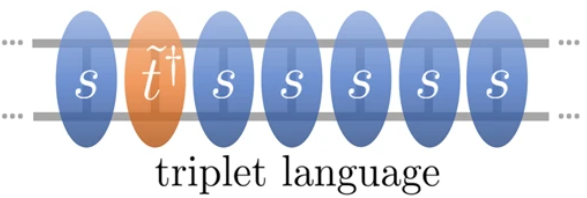 ... s t̃† s s s s s ...
... ...
triplet language